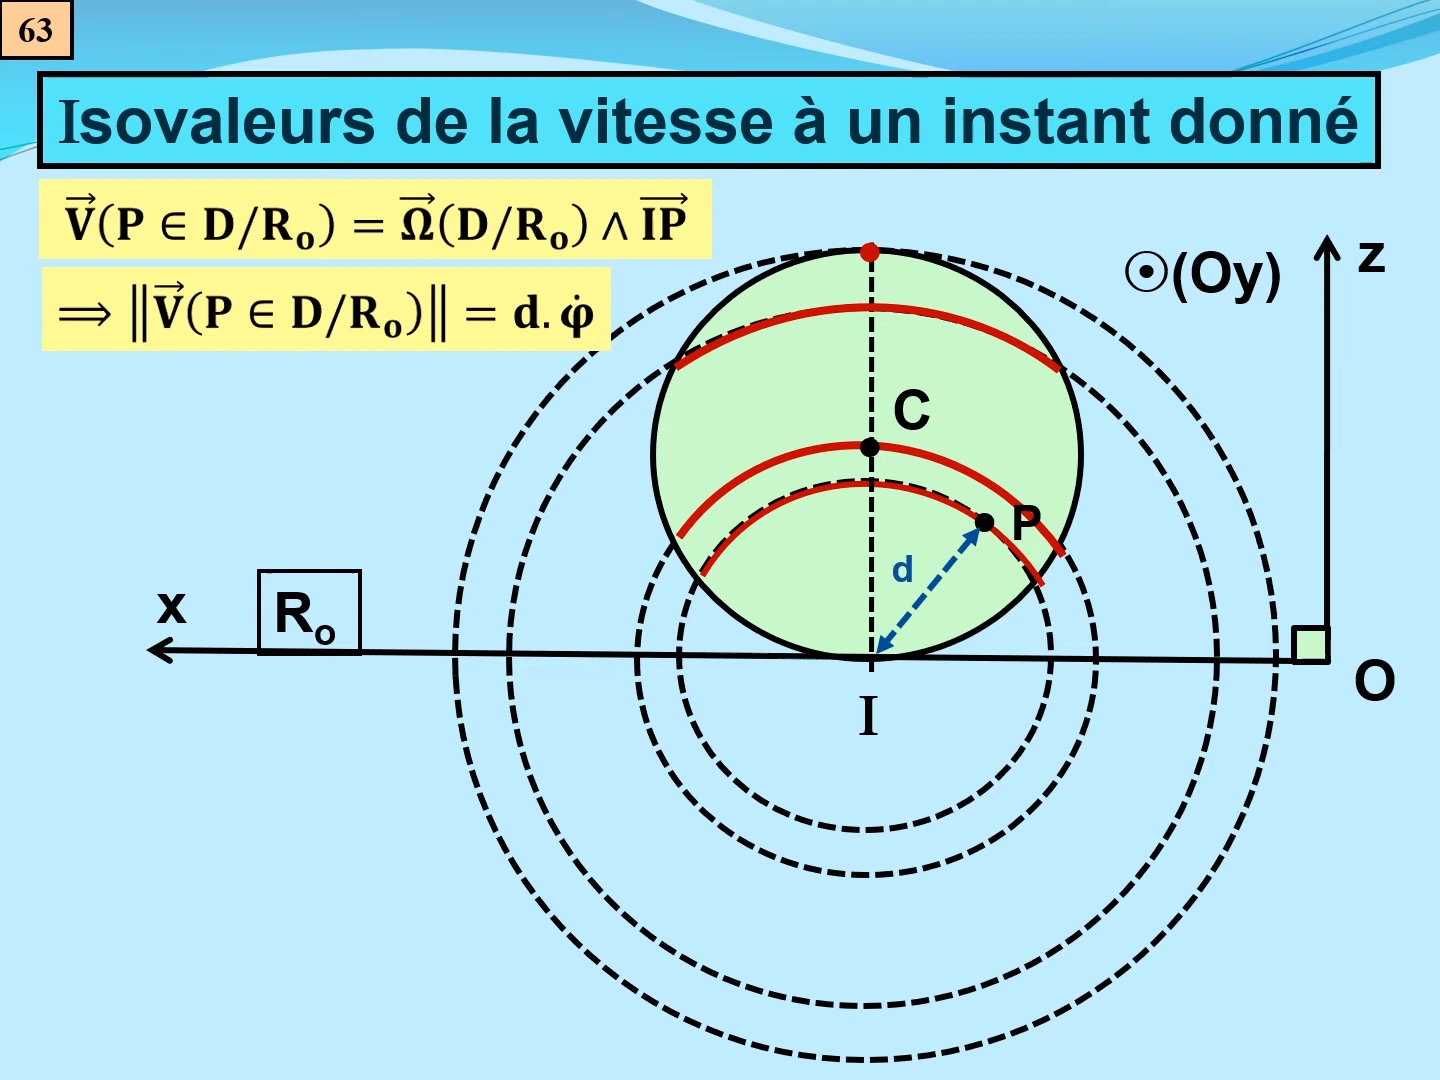 63
Isovaleurs de la vitesse à un instant donné
V⃗(P ∈ D/Rₒ) = Ω⃗(D/Rₒ) ∧ IP⃗
⟹ ‖V⃗(P ∈ D/Rₒ)‖ = d.φ̇
⊙(Oy)
z
C
P
d
x
Rₒ
O
I